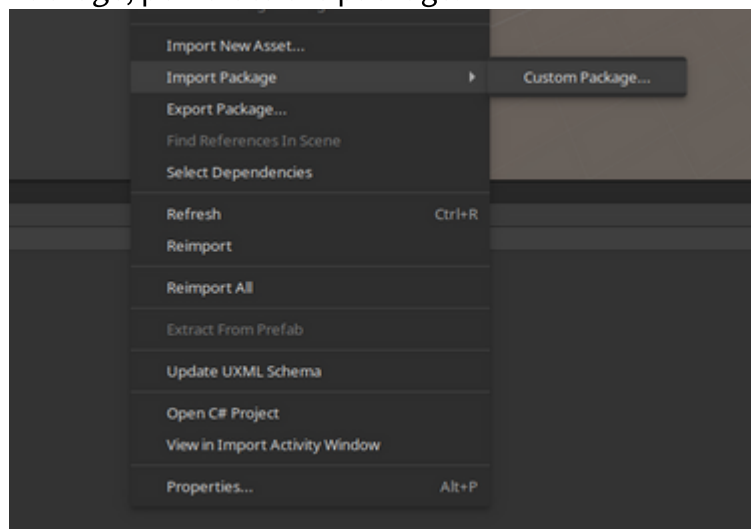 Import New Asset...
Import Package Custom Package...
Export Package...
Find References In Scene
Select Dependencies
Refresh Ctrl+R
Reimport
Reimport All
Extract From Prefab
Update UXML Schema
Open C# Project
View in Import Activity Window
Properties... Alt+P